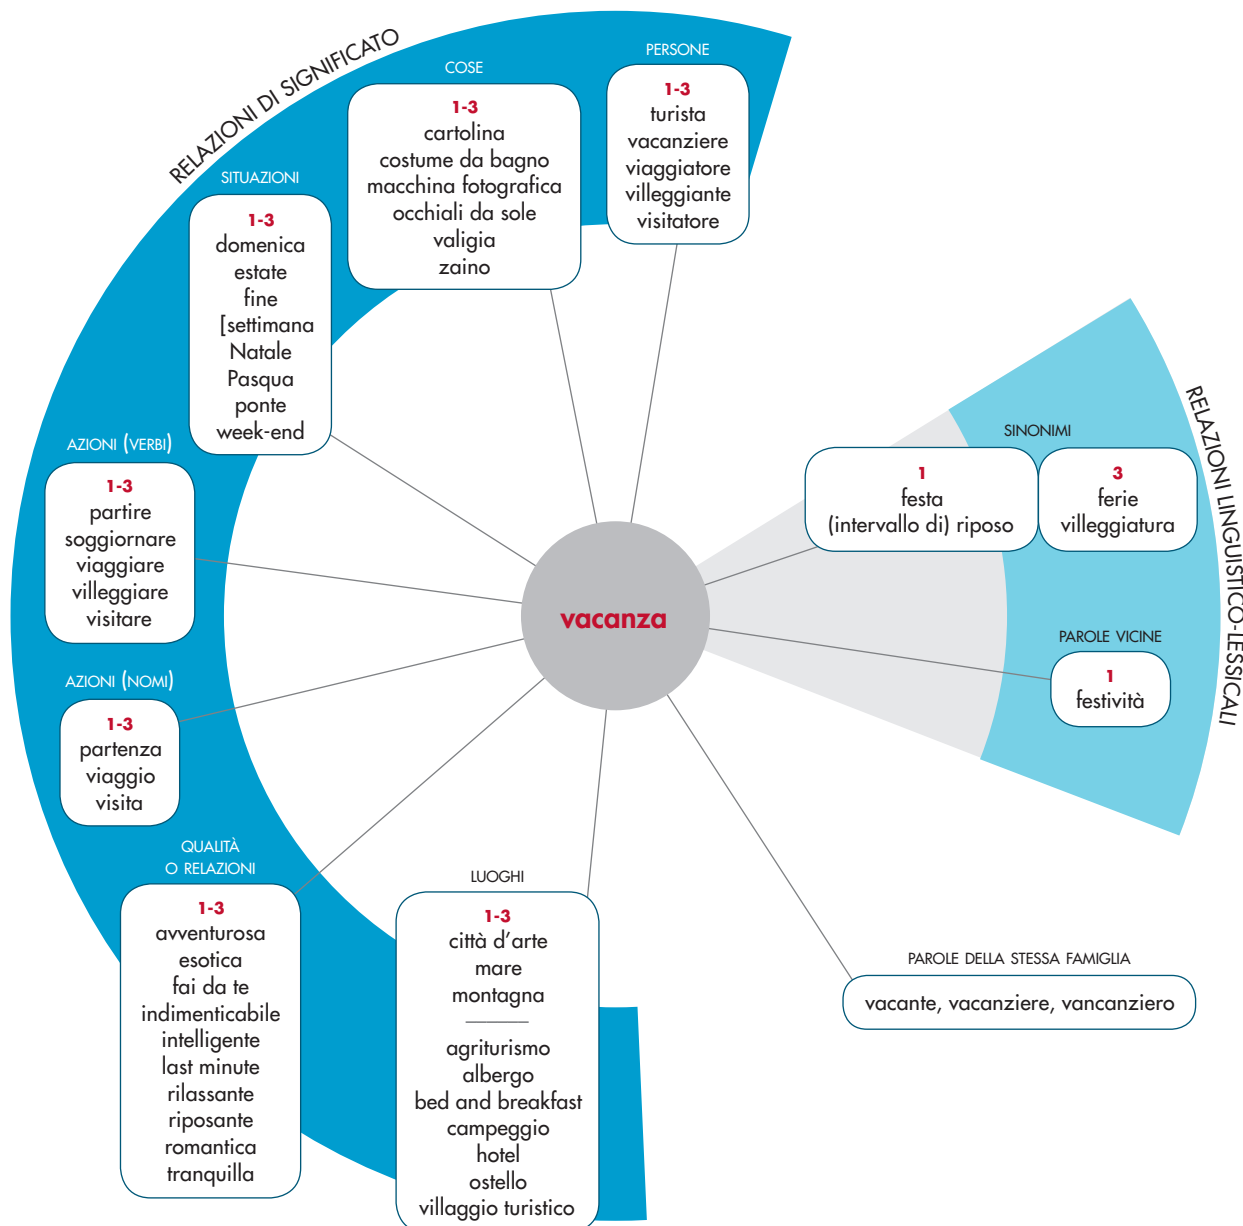 RELAZIONI DI SIGNIFICATO
PERSONE
1-3
turista
vacanziere
viaggiatore
villeggiante
visitatore
COSE
1-3
cartolina
costume da bagno
macchina fotografica
occhiali da sole
valigia
zaino
SITUAZIONI
1-3
domenica
estate
fine
[settimana
Natale
Pasqua
ponte
week-end
AZIONI (VERBI)
1-3
partire
soggiornare
viaggiare
villeggiare
visitare
AZIONI (NOMI)
1-3
partenza
viaggio
visita
QUALITÀ
O RELAZIONI
1-3
avventurosa
esotica
fai da te
indimenticabile
intelligente
last minute
rilassante
riposante
romantica
tranquilla
LUOGHI
1-3
città d'arte
mare
montagna
agriturismo
albergo
bed and breakfast
campeggio
hotel
ostello
villaggio turistico
vacanza
RELAZIONI LINGUISTICO-LESSICALI
SINONIMI
1
festa
(intervallo di) riposo
3
ferie
villeggiatura
PAROLE VICINE
1
festività
PAROLE DELLA STESSA FAMIGLIA
vacante, vacanziere, vancanziero